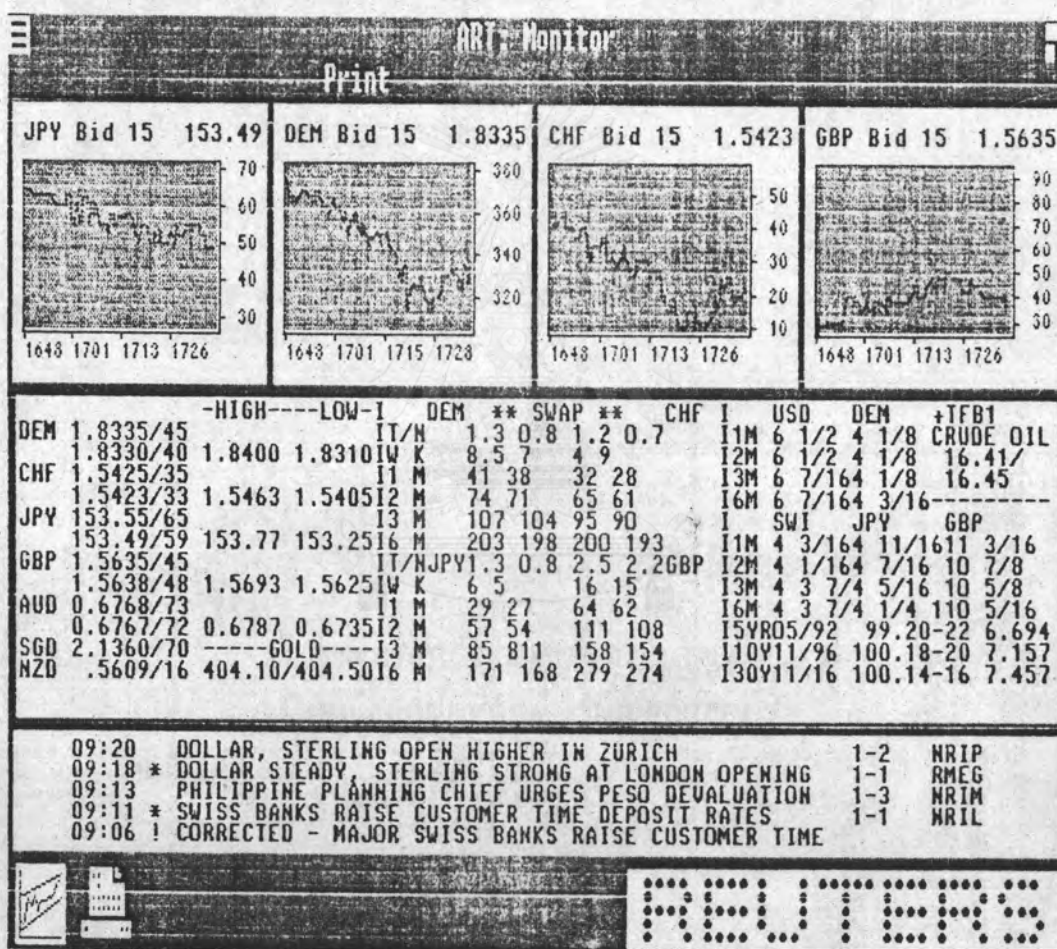 ART: Monitor
Print
JPY Bid 15 153.49
70
60
50
40
30
1648 1701 1713 1726
DEM Bid 15 1.8335
380
360
340
320
1648 1701 1715 1728
CHF Bid 15 1.5423
50
40
30
20
10
1648 1701 1713 1726
GBP Bid 15 1.5635
90
80
70
50
40
30
1648 1701 1713 1726
-HIGH----LOW-I DEM ** SWAP ** CHF I USD DEM +TFB1
DEM 1.8335/45 IT/N 1.3 0.8 1.2 0.7 I1M 6 1/2 4 1/8 CRUDE OIL
1.8330/40 1.8400 1.8310IW K 8.5 7 4 9 I2M 6 1/2 4 1/8 16.41/
CHF 1.5425/35 I1 M 41 38 32 28 I3M 6 7/164 1/8 16.45
1.5423/33 1.5463 1.5405I2 M 74 71 65 61 I6M 6 7/164 3/16------
JPY 153.55/65 I3 M 107 104 95 90 SWI JPY GBP
153.49/59 153.77 153.25I6 M 203 198 200 193 I1M 4 3/164 11/1611 3/16
GBP 1.5635/45 IT/NJPY1.3 0.8 2.5 2.2GBP I2M 4 1/164 7/16 10 7/8
1.5638/48 1.5693 1.5625IW K 6 5 16 15 I3M 4 3 7/4 5/16 10 5/8
AUD 0.6768/73 I1 M 29 27 64 62 I6M 4 3 7/4 1/4 110 5/16
0.6767/72 0.6787 0.6735I2 M 57 54 111 108 I5YR05/92 99.20-22 6.694
SGD 2.1360/70 -----GOLD----I3 M 85 811 158 154 I10Y11/96 100.18-20 7.157
NZD .5609/16 404.10/404.50I6 M 171 168 279 274 I30Y11/16 100.14-16 7.457
09:20 DOLLAR, STERLING OPEN HIGHER IN ZURICH 1-2 NRIP
09:18 * DOLLAR STEADY, STERLING STRONG AT LONDON OPENING 1-1 RMEG
09:13 PHILIPPINE PLANNING CHIEF URGES PESO DEVALUATION 1-3 NRIM
09:11 * SWISS BANKS RAISE CUSTOMER TIME DEPOSIT RATES 1-1 NRIL
09:06 ! CORRECTED - MAJOR SWISS BANKS RAISE CUSTOMER TIME
REUTERS